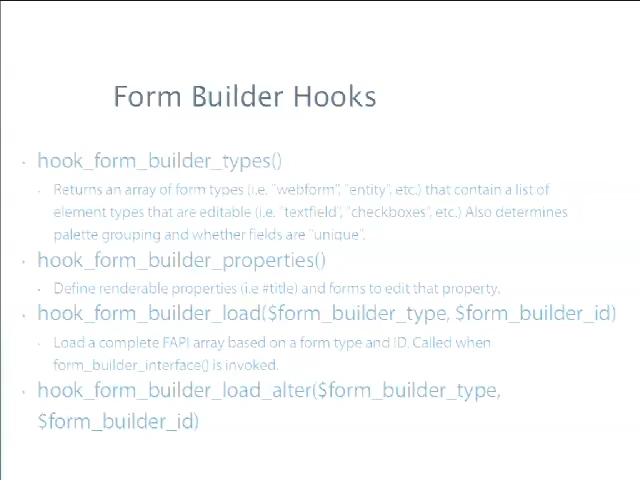 Form Builder Hooks
hook_form_builder_types()
Returns an array of form types (i.e. "webform", "entity", etc.) that contain a list of
element types that are editable (i.e. "textfield", "checkboxes", etc.) Also determines
palette grouping and whether fields are "unique".
hook_form_builder_properties()
Define renderable properties (i.e #title) and forms to edit that property.
hook_form_builder_load($form_builder_type, $form_builder_id)
Load a complete FAPI array based on a form type and ID. Called when
form_builder_interface() is invoked.
hook_form_builder_load_alter($form_builder_type,
$form_builder_id)